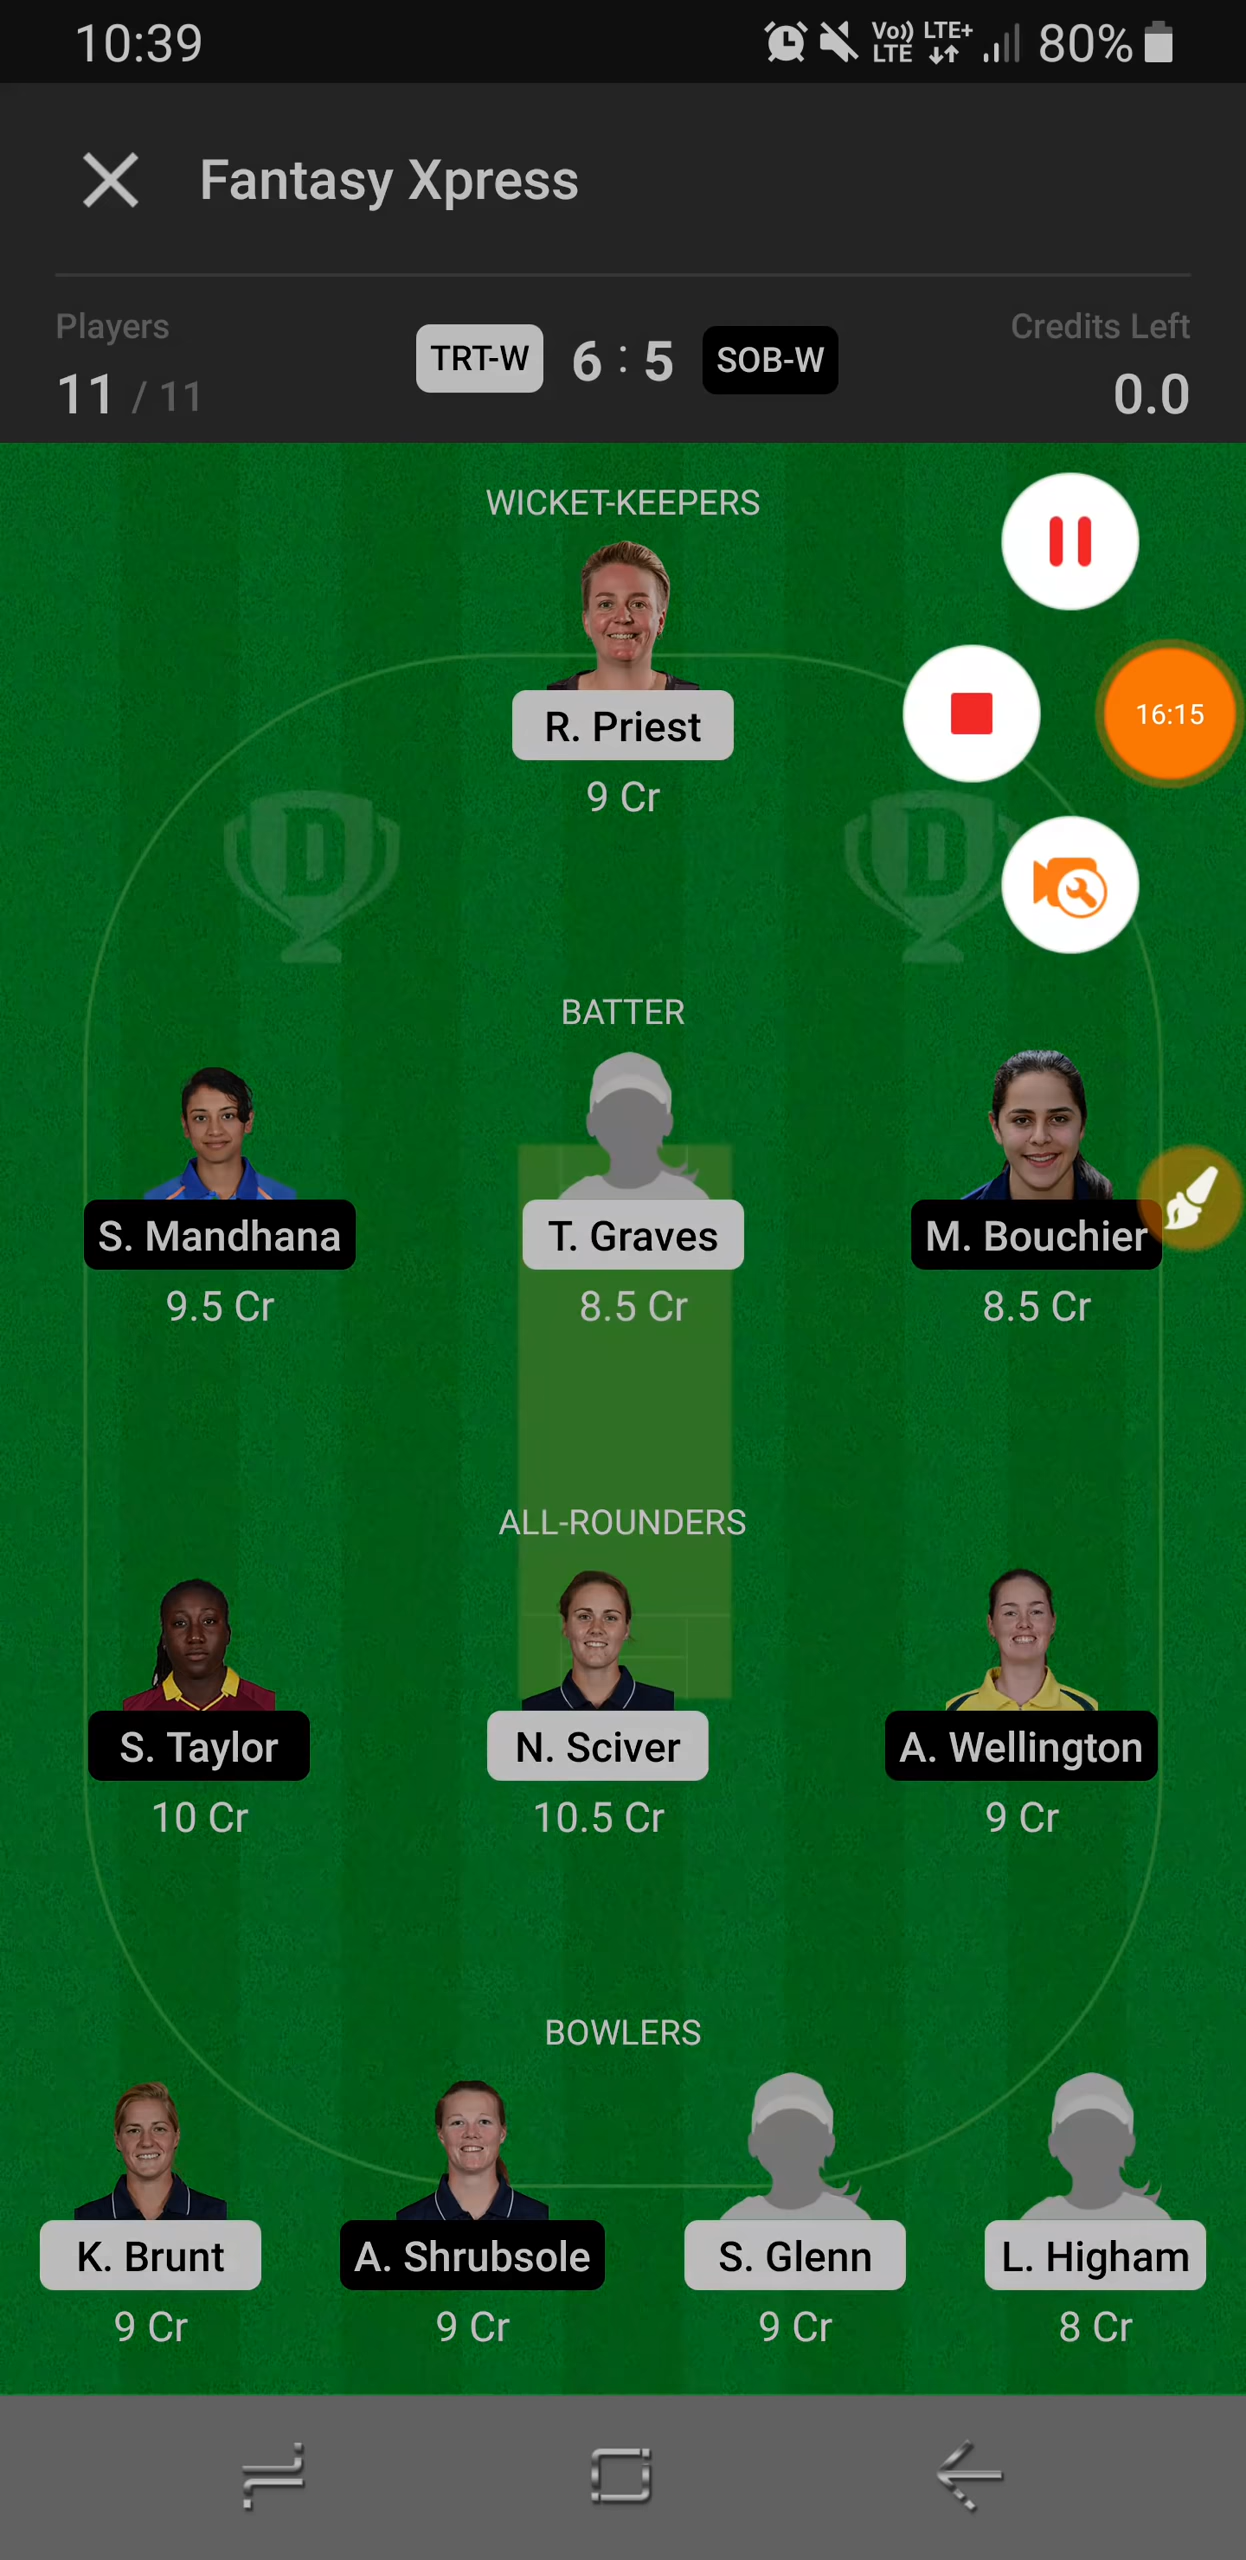 10:39
Vo)) LTE LTE+ 80%
Fantasy Xpress
Players
11 / 11
TRT-W 6 : 5 SOB-W
Credits Left
0.0
WICKET-KEEPERS
R. Priest
9 Cr
16:15
D D
BATTER
S. Mandhana T. Graves M. Bouchier
9.5 Cr 8.5 Cr 8.5 Cr
ALL-ROUNDERS
S. Taylor N. Sciver A. Wellington
10 Cr 10.5 Cr 9 Cr
BOWLERS
K. Brunt A. Shrubsole S. Glenn L. Higham
9 Cr 9 Cr 9 Cr 8 Cr